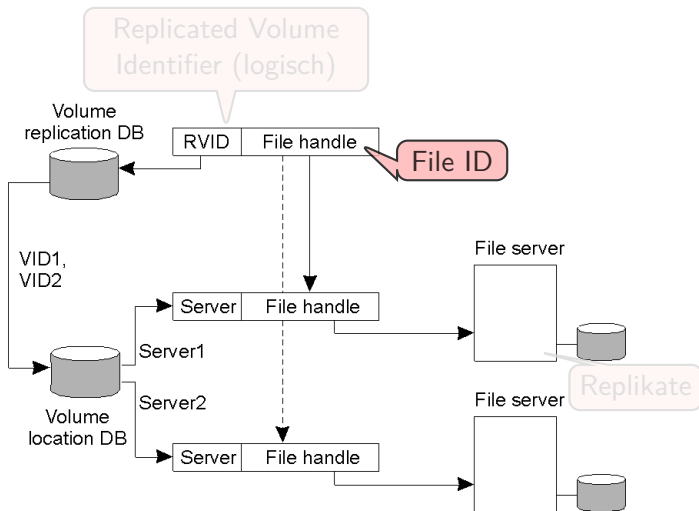 Replicated Volume
Identifier (logisch)
Volume
replication DB
RVID
File handle
File ID
VID1,
VID2
File server
Server
File handle
Server1
Replikate
Server2
File server
Volume
location DB
Server
File handle